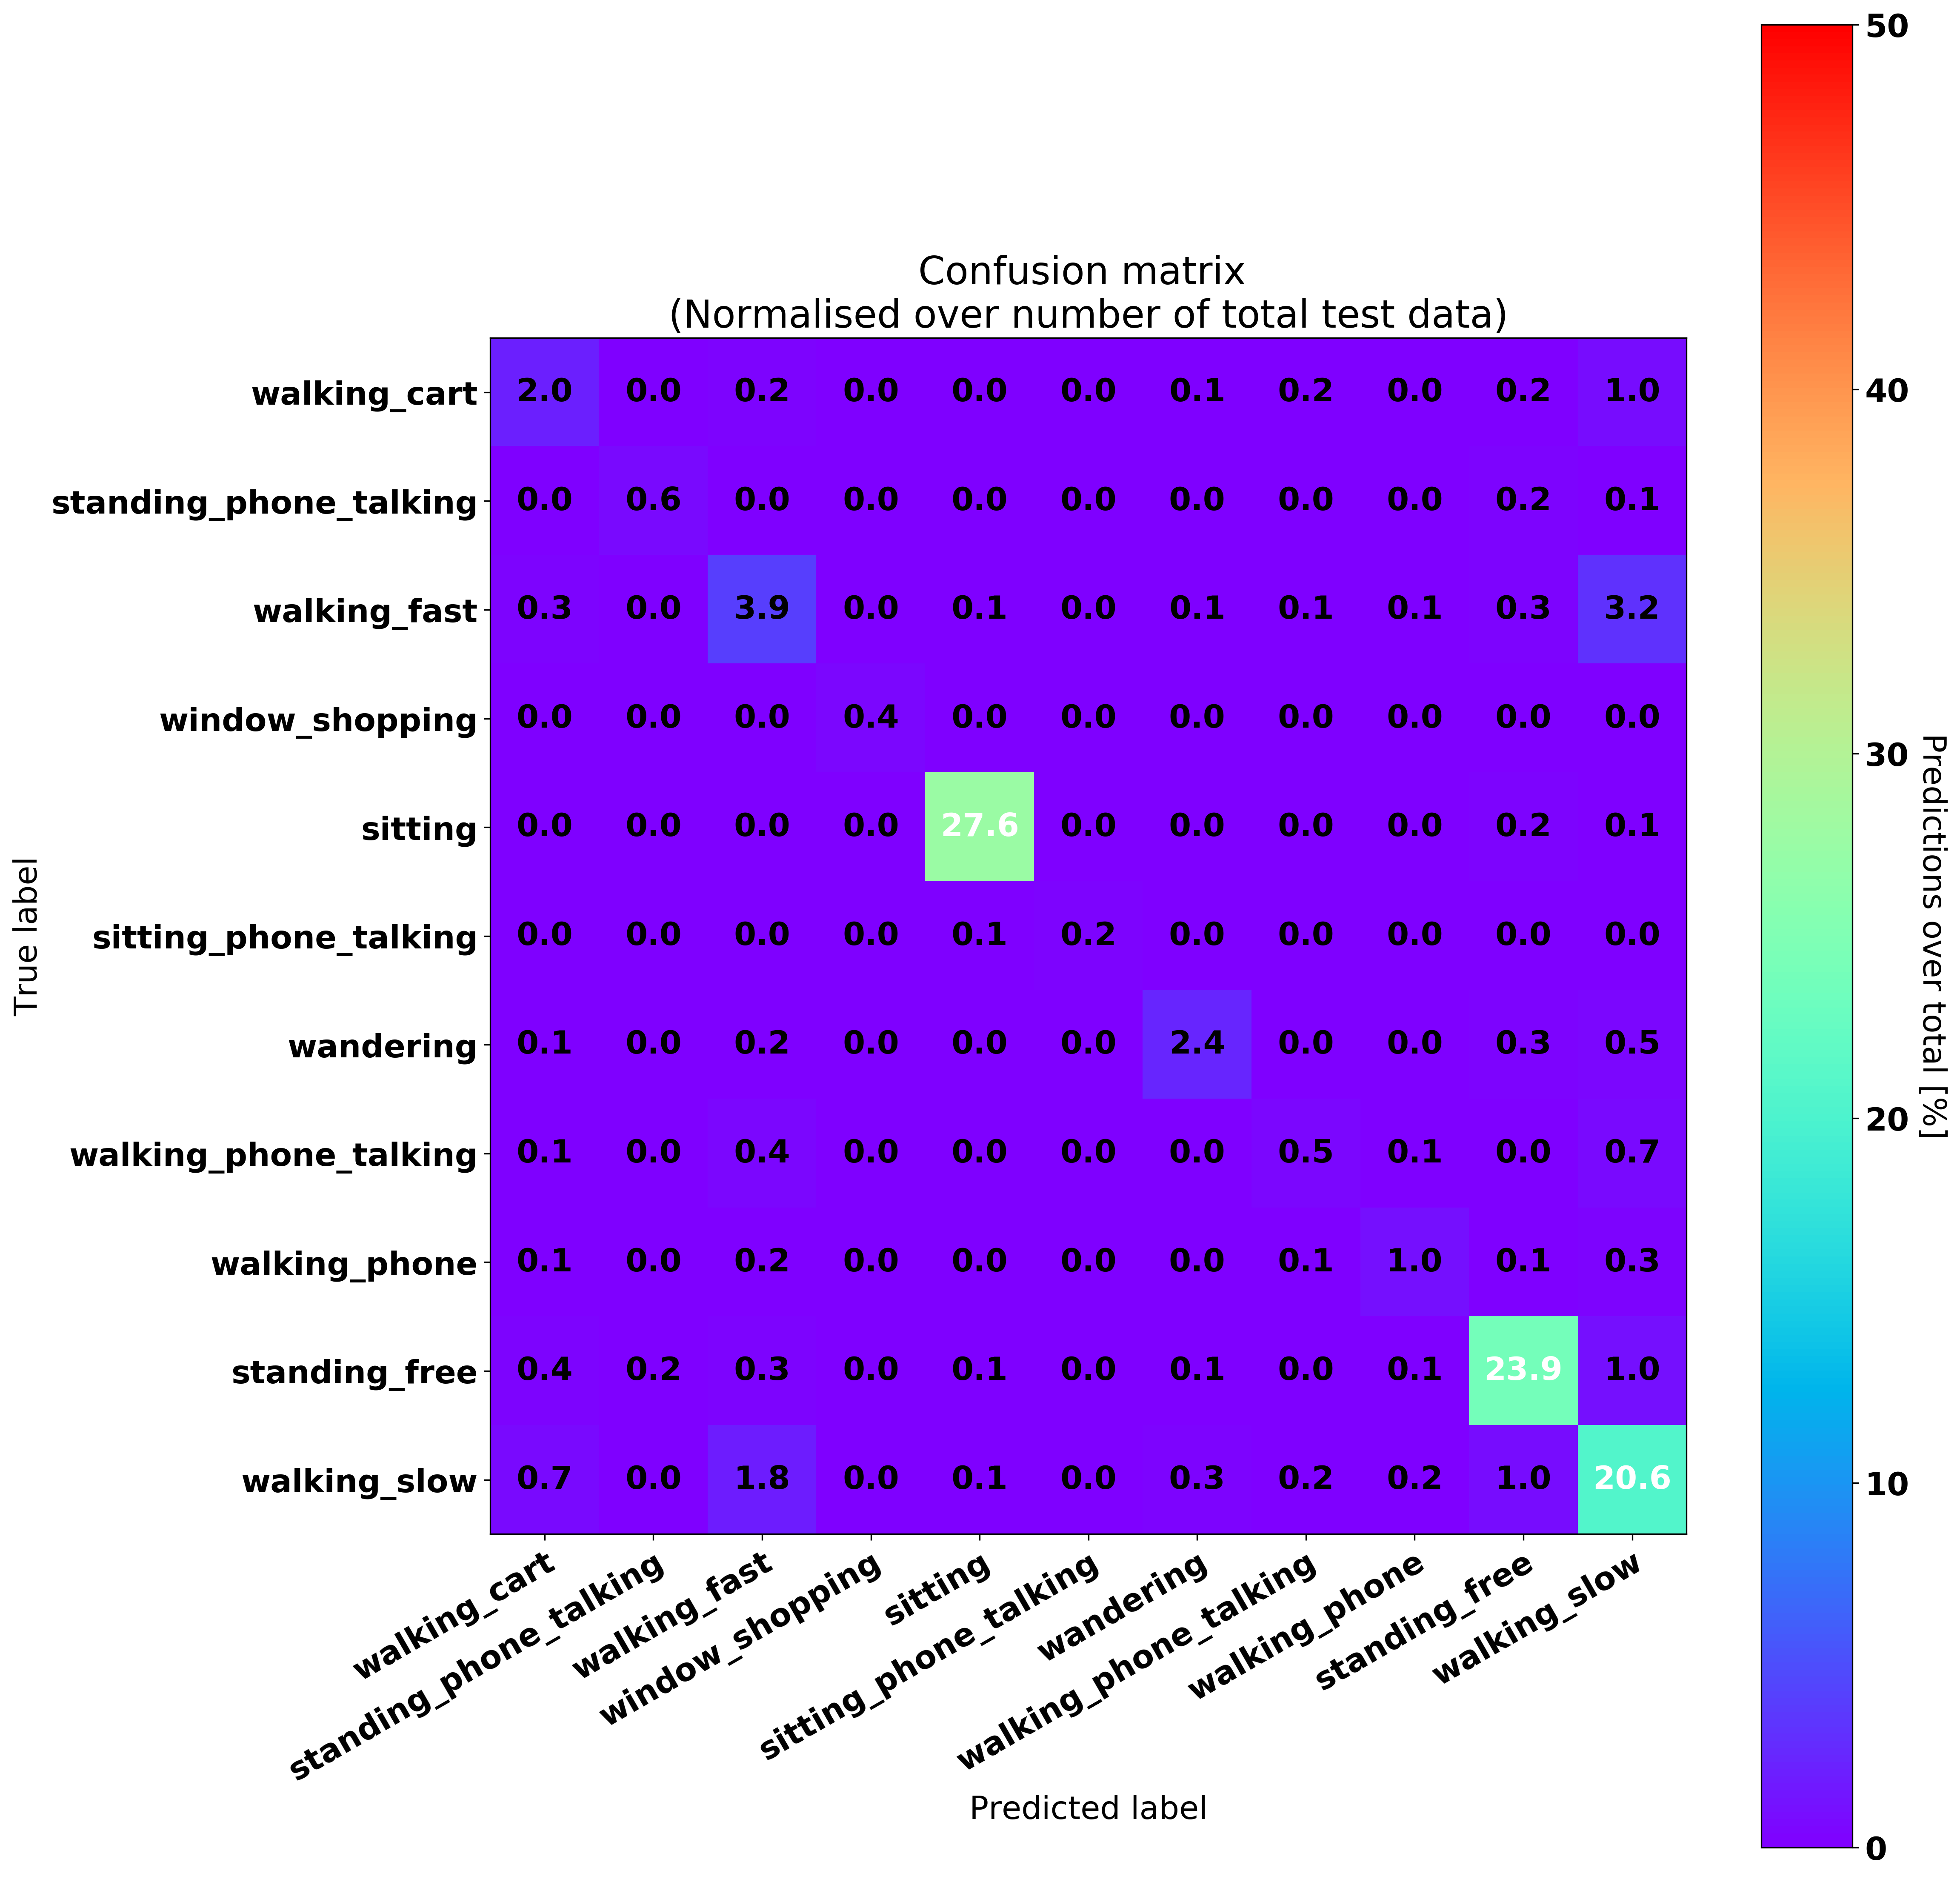 Confusion matrix
(Normalised over number of total test data)
50
40
30
20
10
0
Predictions over total [%]
True label
walking_cart 2.0 0.0 0.2 0.0 0.0 0.0 0.1 0.2 0.0 0.2 1.0
standing_phone_talking 0.0 0.6 0.0 0.0 0.0 0.0 0.0 0.0 0.0 0.2 0.1
walking_fast 0.3 0.0 3.9 0.0 0.1 0.0 0.1 0.1 0.1 0.3 3.2
window_shopping 0.0 0.0 0.0 0.4 0.0 0.0 0.0 0.0 0.0 0.0 0.0
sitting 0.0 0.0 0.0 0.0 27.6 0.0 0.0 0.0 0.0 0.2 0.1
sitting_phone_talking 0.0 0.0 0.0 0.0 0.1 0.2 0.0 0.0 0.0 0.0 0.0
wandering 0.1 0.0 0.2 0.0 0.0 0.0 2.4 0.0 0.0 0.3 0.5
walking_phone_talking 0.1 0.0 0.4 0.0 0.0 0.0 0.0 0.5 0.1 0.0 0.7
walking_phone 0.1 0.0 0.2 0.0 0.0 0.0 0.0 0.1 1.0 0.1 0.3
standing_free 0.4 0.2 0.3 0.0 0.1 0.0 0.1 0.0 0.1 23.9 1.0
walking_slow 0.7 0.0 1.8 0.0 0.1 0.0 0.3 0.2 0.2 1.0 20.6
walking_cart
standing_phone_talking
walking_fast
window_shopping
sitting
sitting_phone_talking
wandering
walking_phone_talking
walking_phone
standing_free
walking_slow
Predicted label